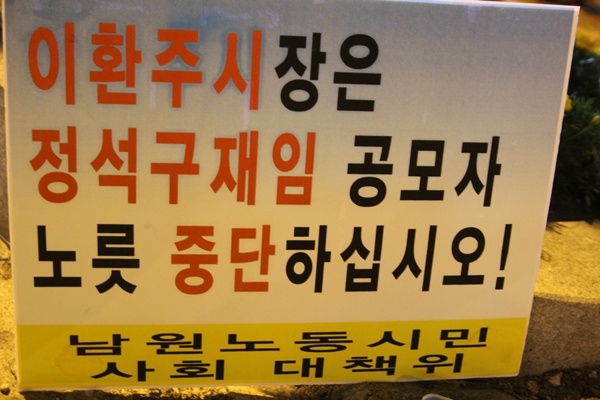 이환주시장은
정석구재임 공모자
노릇 중단하십시오!
남원노동시민
사회 대책위